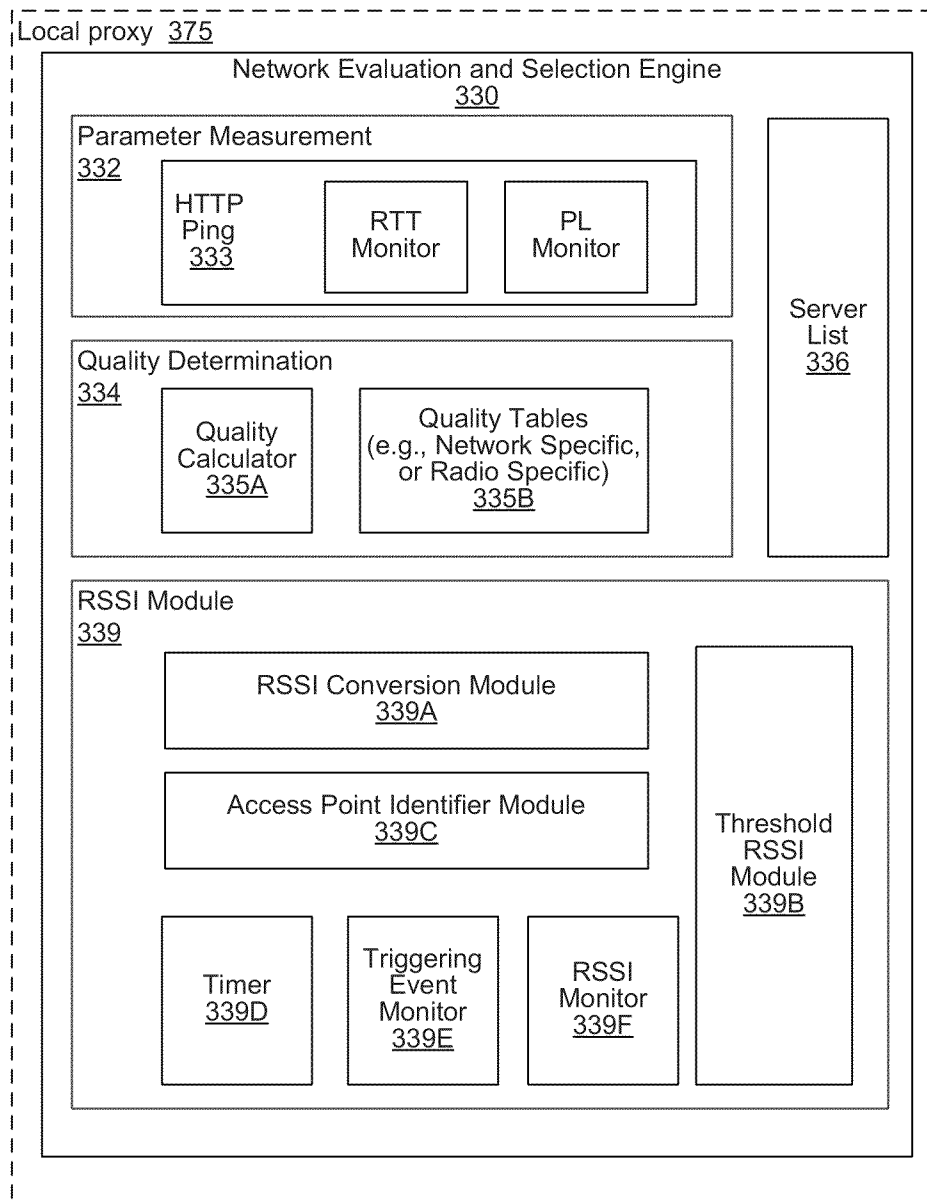 Local proxy 375
Network Evaluation and Selection Engine
330
Parameter Measurement
332
HTTP
Ping
333
RTT
Monitor
PL
Monitor
Server
List
336
Quality Determination
334
Quality
Calculator
335A
Quality Tables
(e.g., Network Specific,
or Radio Specific)
335B
RSSI Module
339
RSSI Conversion Module
339A
Access Point Identifier Module
339C
Threshold
RSSI
Module
339B
Timer
339D
Triggering
Event
Monitor
339E
RSSI
Monitor
339F